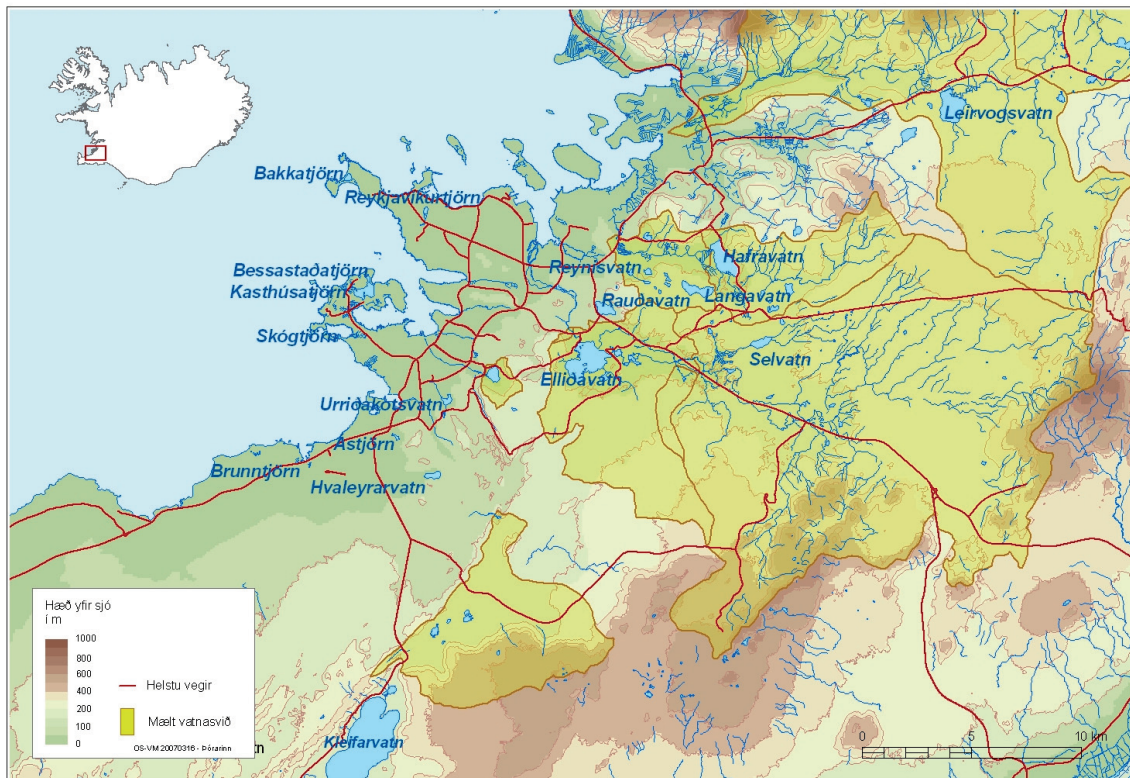 Leirvogsvatn
Bakkatjörn
Reykjavíkurtjörn
Bessastaðatjörn
Kasthúsatjörn
Reynisvatn
Hafravatn
Rauðavatn
Langavatn
Skógtjörn
Selvatn
Elliðavatn
Urriðakotsvatn
Ástjörn
Brunntjörn
Hvaleyrarvatn
Kleifarvatn
Hæð yfir sjó
í m
1000
800
600
400
200
100
0
Helstu vegir
Mælt vatnasvið
OS-VM 20070316 - Þórarinn
0 5 10 km